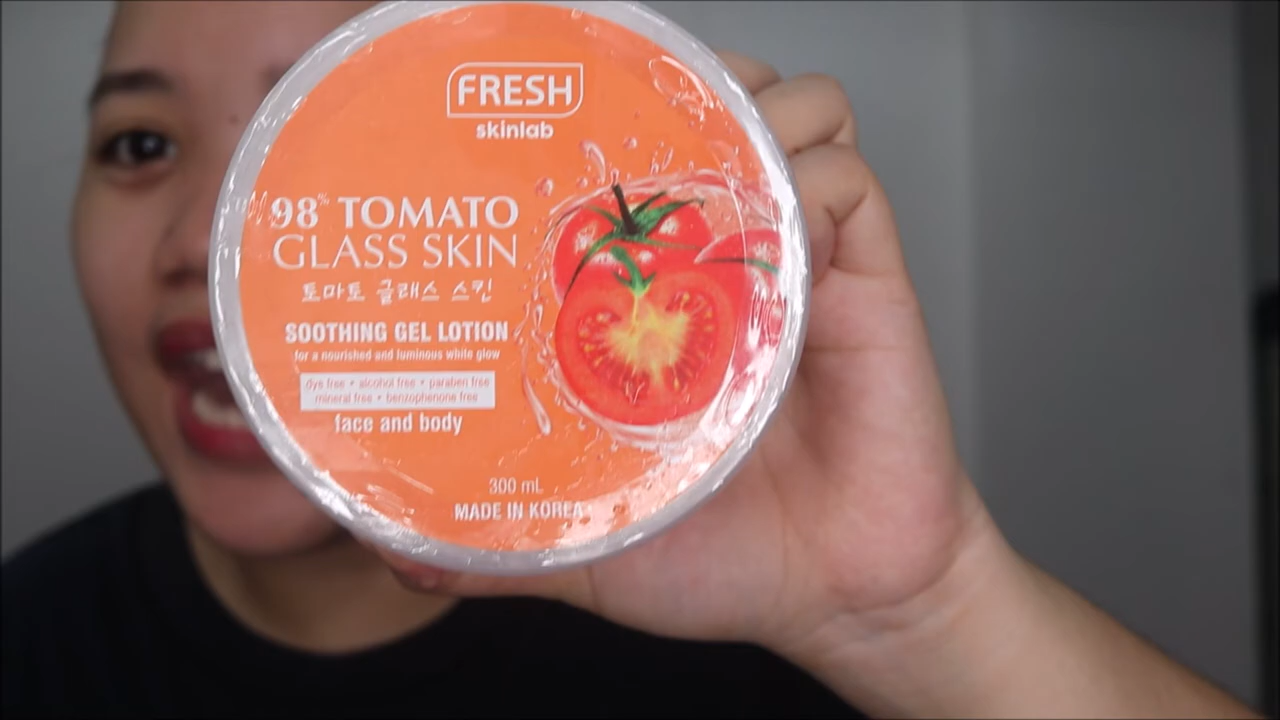 FRESH
skinlab
98% TOMATO
GLASS SKIN
토마토 글래스 스킨
SOOTHING GEL LOTION
for a nourished and luminous white glow
dye free • alcohol free • paraben free
mineral free • benzophenone free
face and body
300 mL
MADE IN KOREA